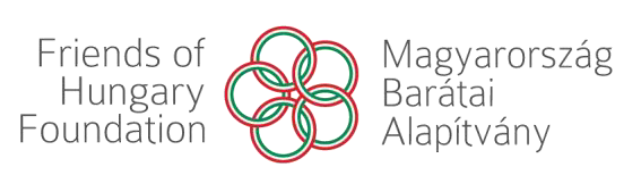 Friends of
Hungary
Foundation
Magyarország
Barátai
Alapítvány